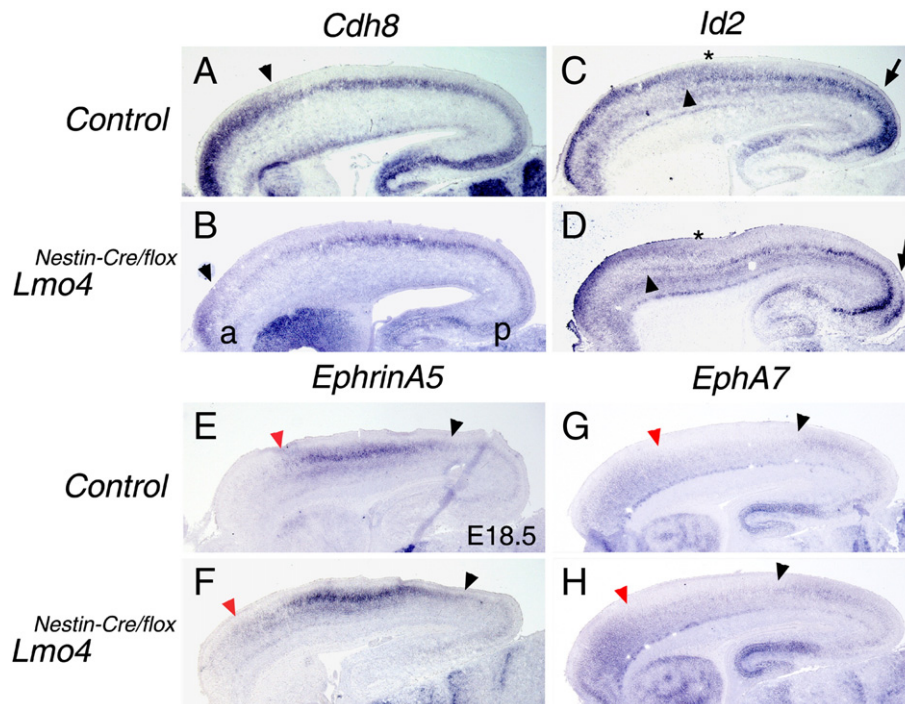 Cdh8 Id2
Control A C *
Nestin-Cre/flox
Lmo4 B a p D *
EphrinA5 EphA7
Control E E18.5 G
Nestin-Cre/flox
Lmo4 F H